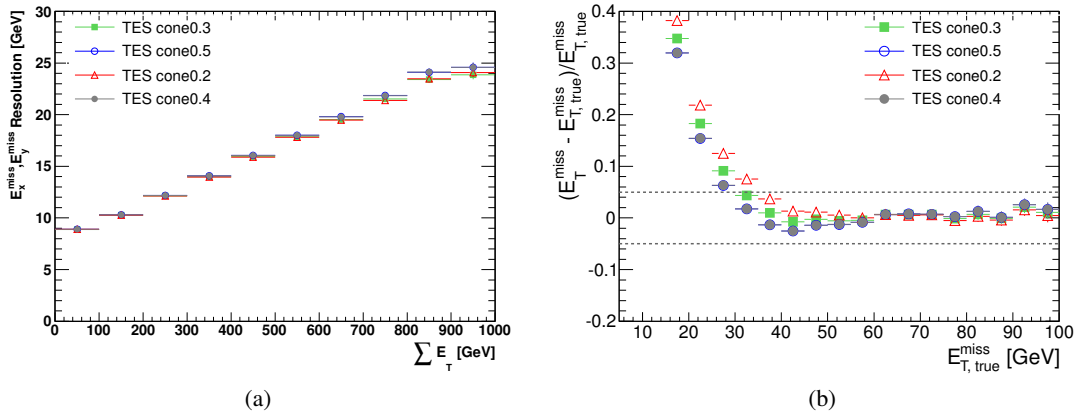 E_x^miss, E_y^miss Resolution [GeV]
30
25
20
15
10
5
0
TES cone0.3
TES cone0.5
TES cone0.2
TES cone0.4
0 100 200 300 400 500 600 700 800 900 1000
∑ E_T [GeV]
(a)
(E_T^miss - E_T, true^miss)/E_T, true^miss
0.4
0.3
0.2
0.1
0
-0.1
-0.2
TES cone0.3
TES cone0.5
TES cone0.2
TES cone0.4
10 20 30 40 50 60 70 80 90 100
E_T, true^miss [GeV]
(b)